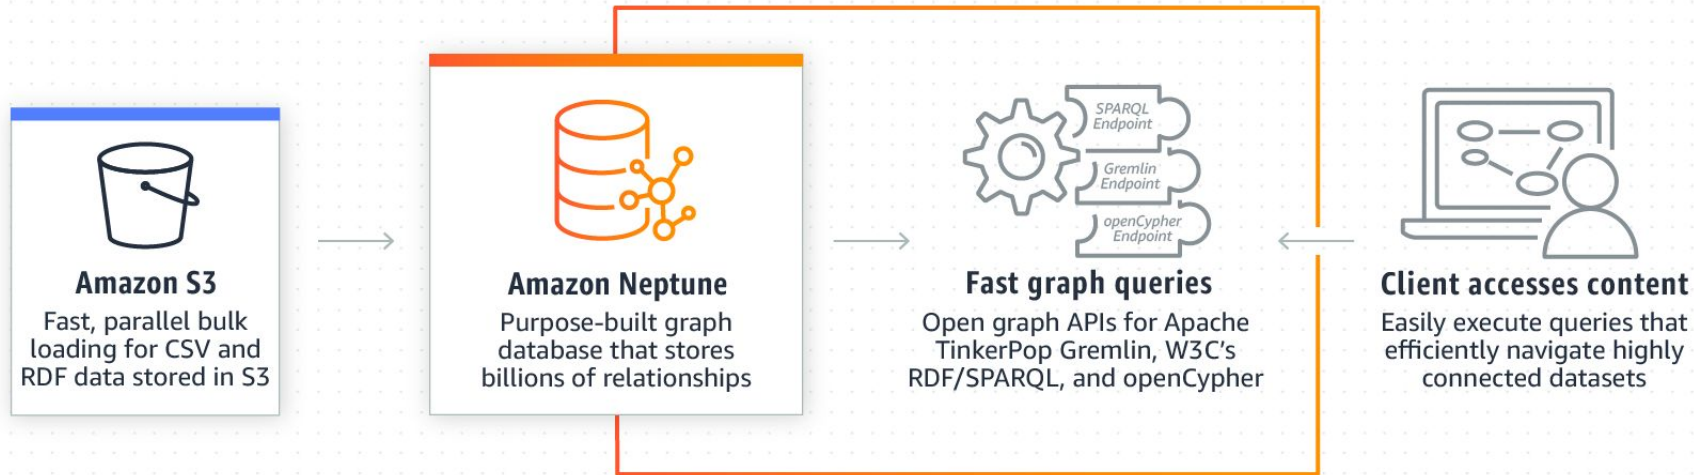 Amazon S3
Fast, parallel bulk
loading for CSV and
RDF data stored in S3
Amazon Neptune
Purpose-built graph
database that stores
billions of relationships
SPARQL
Endpoint
Gremlin
Endpoint
openCypher
Endpoint
Fast graph queries
Open graph APIs for Apache
TinkerPop Gremlin, W3C's
RDF/SPARQL, and openCypher
Client accesses content
Easily execute queries that
efficiently navigate highly
connected datasets